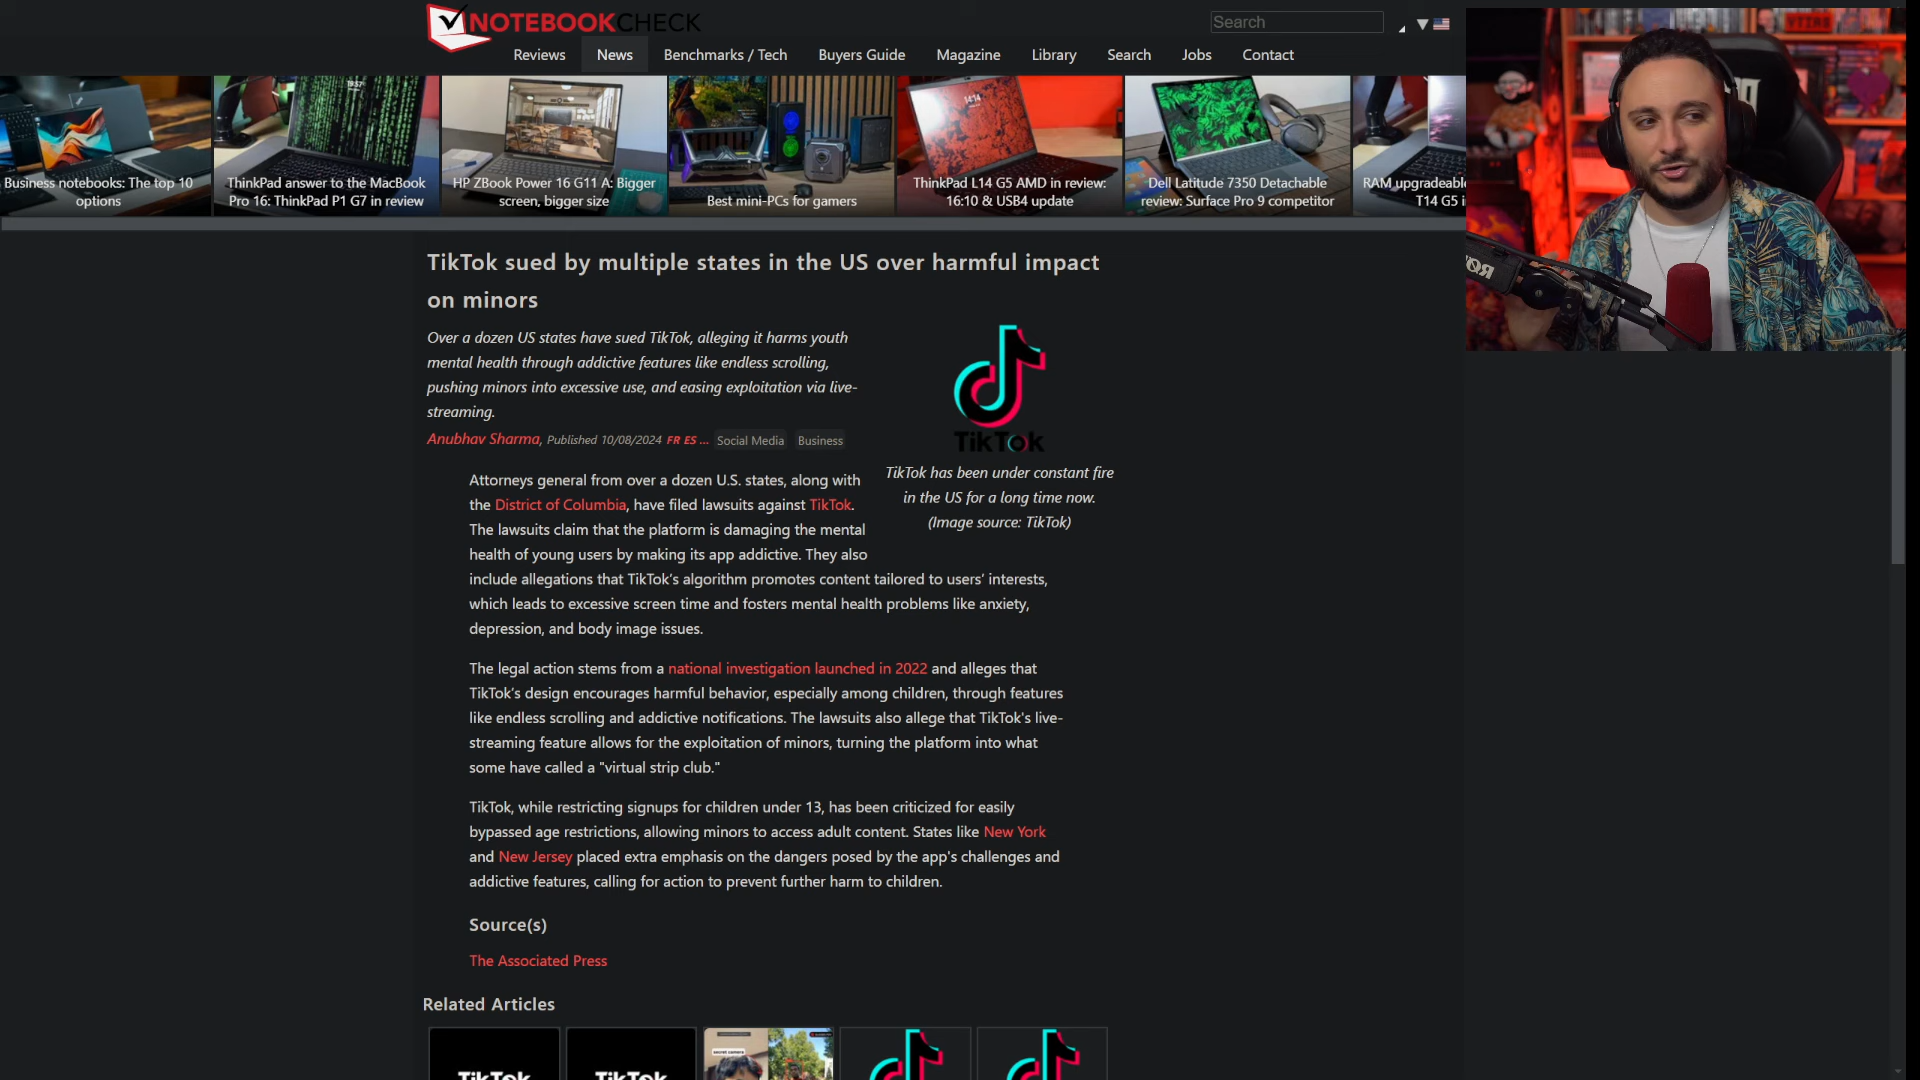 NOTEBOOKCHECK
Search
Reviews
News
Benchmarks / Tech
Buyers Guide
Magazine
Library
Search
Jobs
Contact
Business notebooks: The top 10
options
ThinkPad answer to the MacBook
Pro 16: ThinkPad P1 G7 in review
HP ZBook Power 16 G11 A: Bigger
screen, bigger size
Best mini-PCs for gamers
ThinkPad L14 G5 AMD in review:
16:10 & USB4 update
Dell Latitude 7350 Detachable
review: Surface Pro 9 competitor
RAM upgradeabl
T14 G5 i
TikTok sued by multiple states in the US over harmful impact
on minors
Over a dozen US states have sued TikTok, alleging it harms youth
mental health through addictive features like endless scrolling,
pushing minors into excessive use, and easing exploitation via live-
streaming.
Anubhav Sharma, Published 10/08/2024 FR ES ... Social Media Business
TikTok
TikTok has been under constant fire
in the US for a long time now.
(Image source: TikTok)
Attorneys general from over a dozen U.S. states, along with
the District of Columbia, have filed lawsuits against TikTok.
The lawsuits claim that the platform is damaging the mental
health of young users by making its app addictive. They also
include allegations that TikTok's algorithm promotes content tailored to users' interests,
which leads to excessive screen time and fosters mental health problems like anxiety,
depression, and body image issues.
The legal action stems from a national investigation launched in 2022 and alleges that
TikTok's design encourages harmful behavior, especially among children, through features
like endless scrolling and addictive notifications. The lawsuits also allege that TikTok's live-
streaming feature allows for the exploitation of minors, turning the platform into what
some have called a "virtual strip club."
TikTok, while restricting signups for children under 13, has been criticized for easily
bypassed age restrictions, allowing minors to access adult content. States like New York
and New Jersey placed extra emphasis on the dangers posed by the app's challenges and
addictive features, calling for action to prevent further harm to children.
Source(s)
The Associated Press
Related Articles
TikTok
TikTok
secret camera